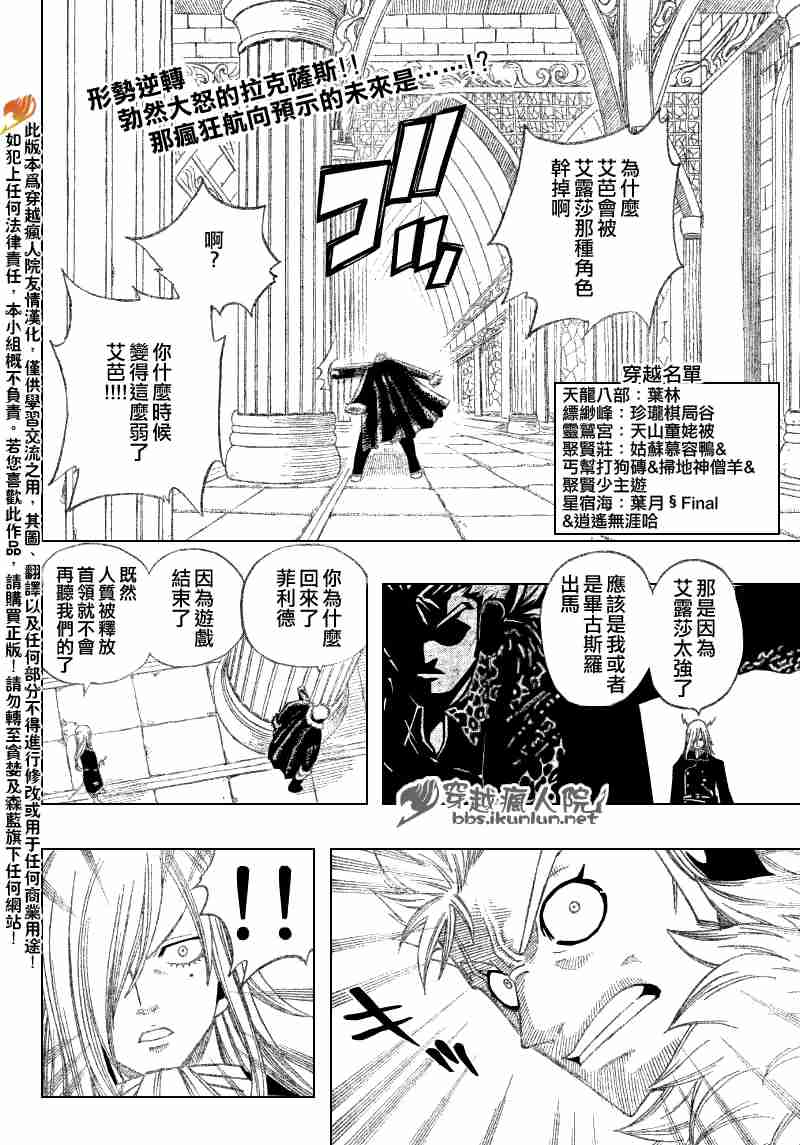 形勢逆轉
勃然大怒的拉克薩斯!!
那瘋狂航向預示的未來是……!?
為什麼
艾芭會被
艾露莎那種角色
幹掉啊
ゴッ
啊?
你什麼時候
變得這麼弱了
艾芭!!!!
穿越名單
天龍八部：葉林
縹緲峰：珍瓏棋局谷
靈鷲宮：天山童姥被
聚賢莊：姑蘇慕容鴨&
丐幫打狗磚&掃地神僧羊&
聚賢少主遊
星宿海：葉月§Final
&逍遙無涯哈
那是因為
艾露莎太強了
應該是我或者
是畢古斯羅
出馬
你為什麼
回來了
菲利德
因為遊戲
結束了
既然
人質被釋放
首領就不會
再聽我們的了
穿越瘋人院
bbs.ikunlun.net
!!
此版本爲穿越瘋人院友情漢化，僅供學習交流之用，其圖、翻譯以及任何部分不得進行修改或用于任何商業用途！
如犯上任何法律責任，本小組概不負責。若您喜歡此作品，請購買正版！請勿轉至貪婪及森藍旗下任何網站！